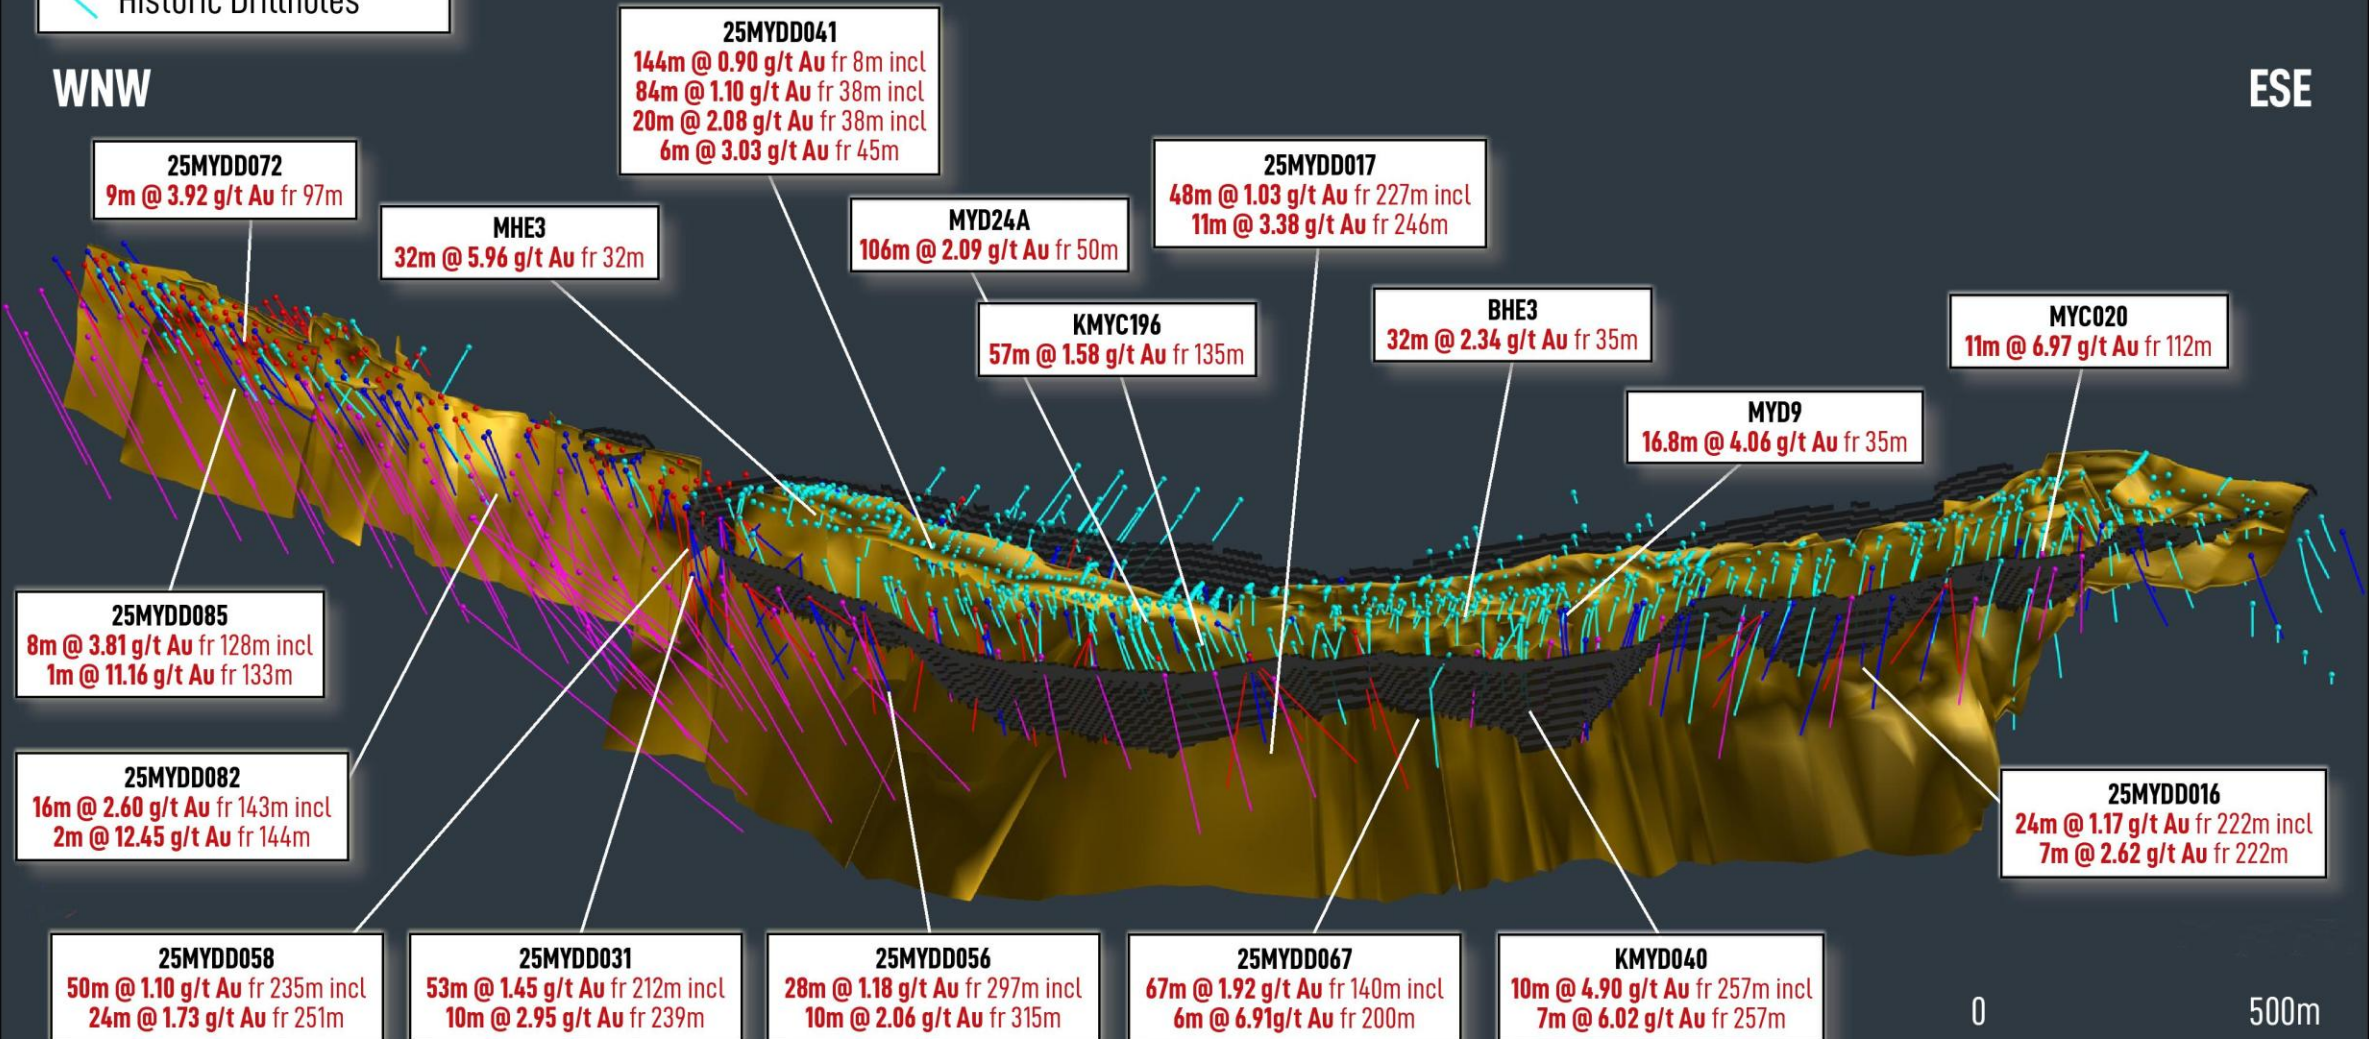 Historic Drillholes
WNW
ESE
25MYDD041
144m @ 0.90 g/t Au fr 8m incl
84m @ 1.10 g/t Au fr 38m incl
20m @ 2.08 g/t Au fr 38m incl
6m @ 3.03 g/t Au fr 45m
25MYDD072
9m @ 3.92 g/t Au fr 97m
MHE3
32m @ 5.96 g/t Au fr 32m
MYD24A
106m @ 2.09 g/t Au fr 50m
25MYDD017
48m @ 1.03 g/t Au fr 227m incl
11m @ 3.38 g/t Au fr 246m
KMYC196
57m @ 1.58 g/t Au fr 135m
BHE3
32m @ 2.34 g/t Au fr 35m
MYC020
11m @ 6.97 g/t Au fr 112m
MYD9
16.8m @ 4.06 g/t Au fr 35m
25MYDD085
8m @ 3.81 g/t Au fr 128m incl
1m @ 11.16 g/t Au fr 133m
25MYDD082
16m @ 2.60 g/t Au fr 143m incl
2m @ 12.45 g/t Au fr 144m
25MYDD016
24m @ 1.17 g/t Au fr 222m incl
7m @ 2.62 g/t Au fr 222m
25MYDD058
50m @ 1.10 g/t Au fr 235m incl
24m @ 1.73 g/t Au fr 251m
25MYDD031
53m @ 1.45 g/t Au fr 212m incl
10m @ 2.95 g/t Au fr 239m
25MYDD056
28m @ 1.18 g/t Au fr 297m incl
10m @ 2.06 g/t Au fr 315m
25MYDD067
67m @ 1.92 g/t Au fr 140m incl
6m @ 6.91g/t Au fr 200m
KMYD040
10m @ 4.90 g/t Au fr 257m incl
7m @ 6.02 g/t Au fr 257m
0 500m